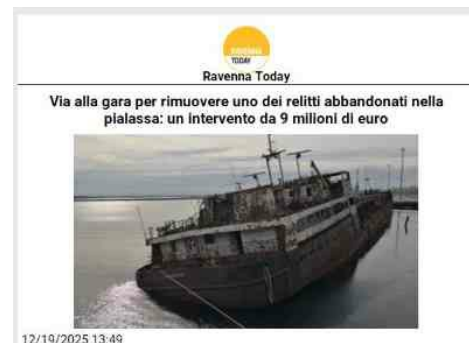 TODAY
Ravenna Today
Via alla gara per rimuovere uno dei relitti abbandonati nella
pialassa: un intervento da 9 milioni di euro
12/19/2025 13:49